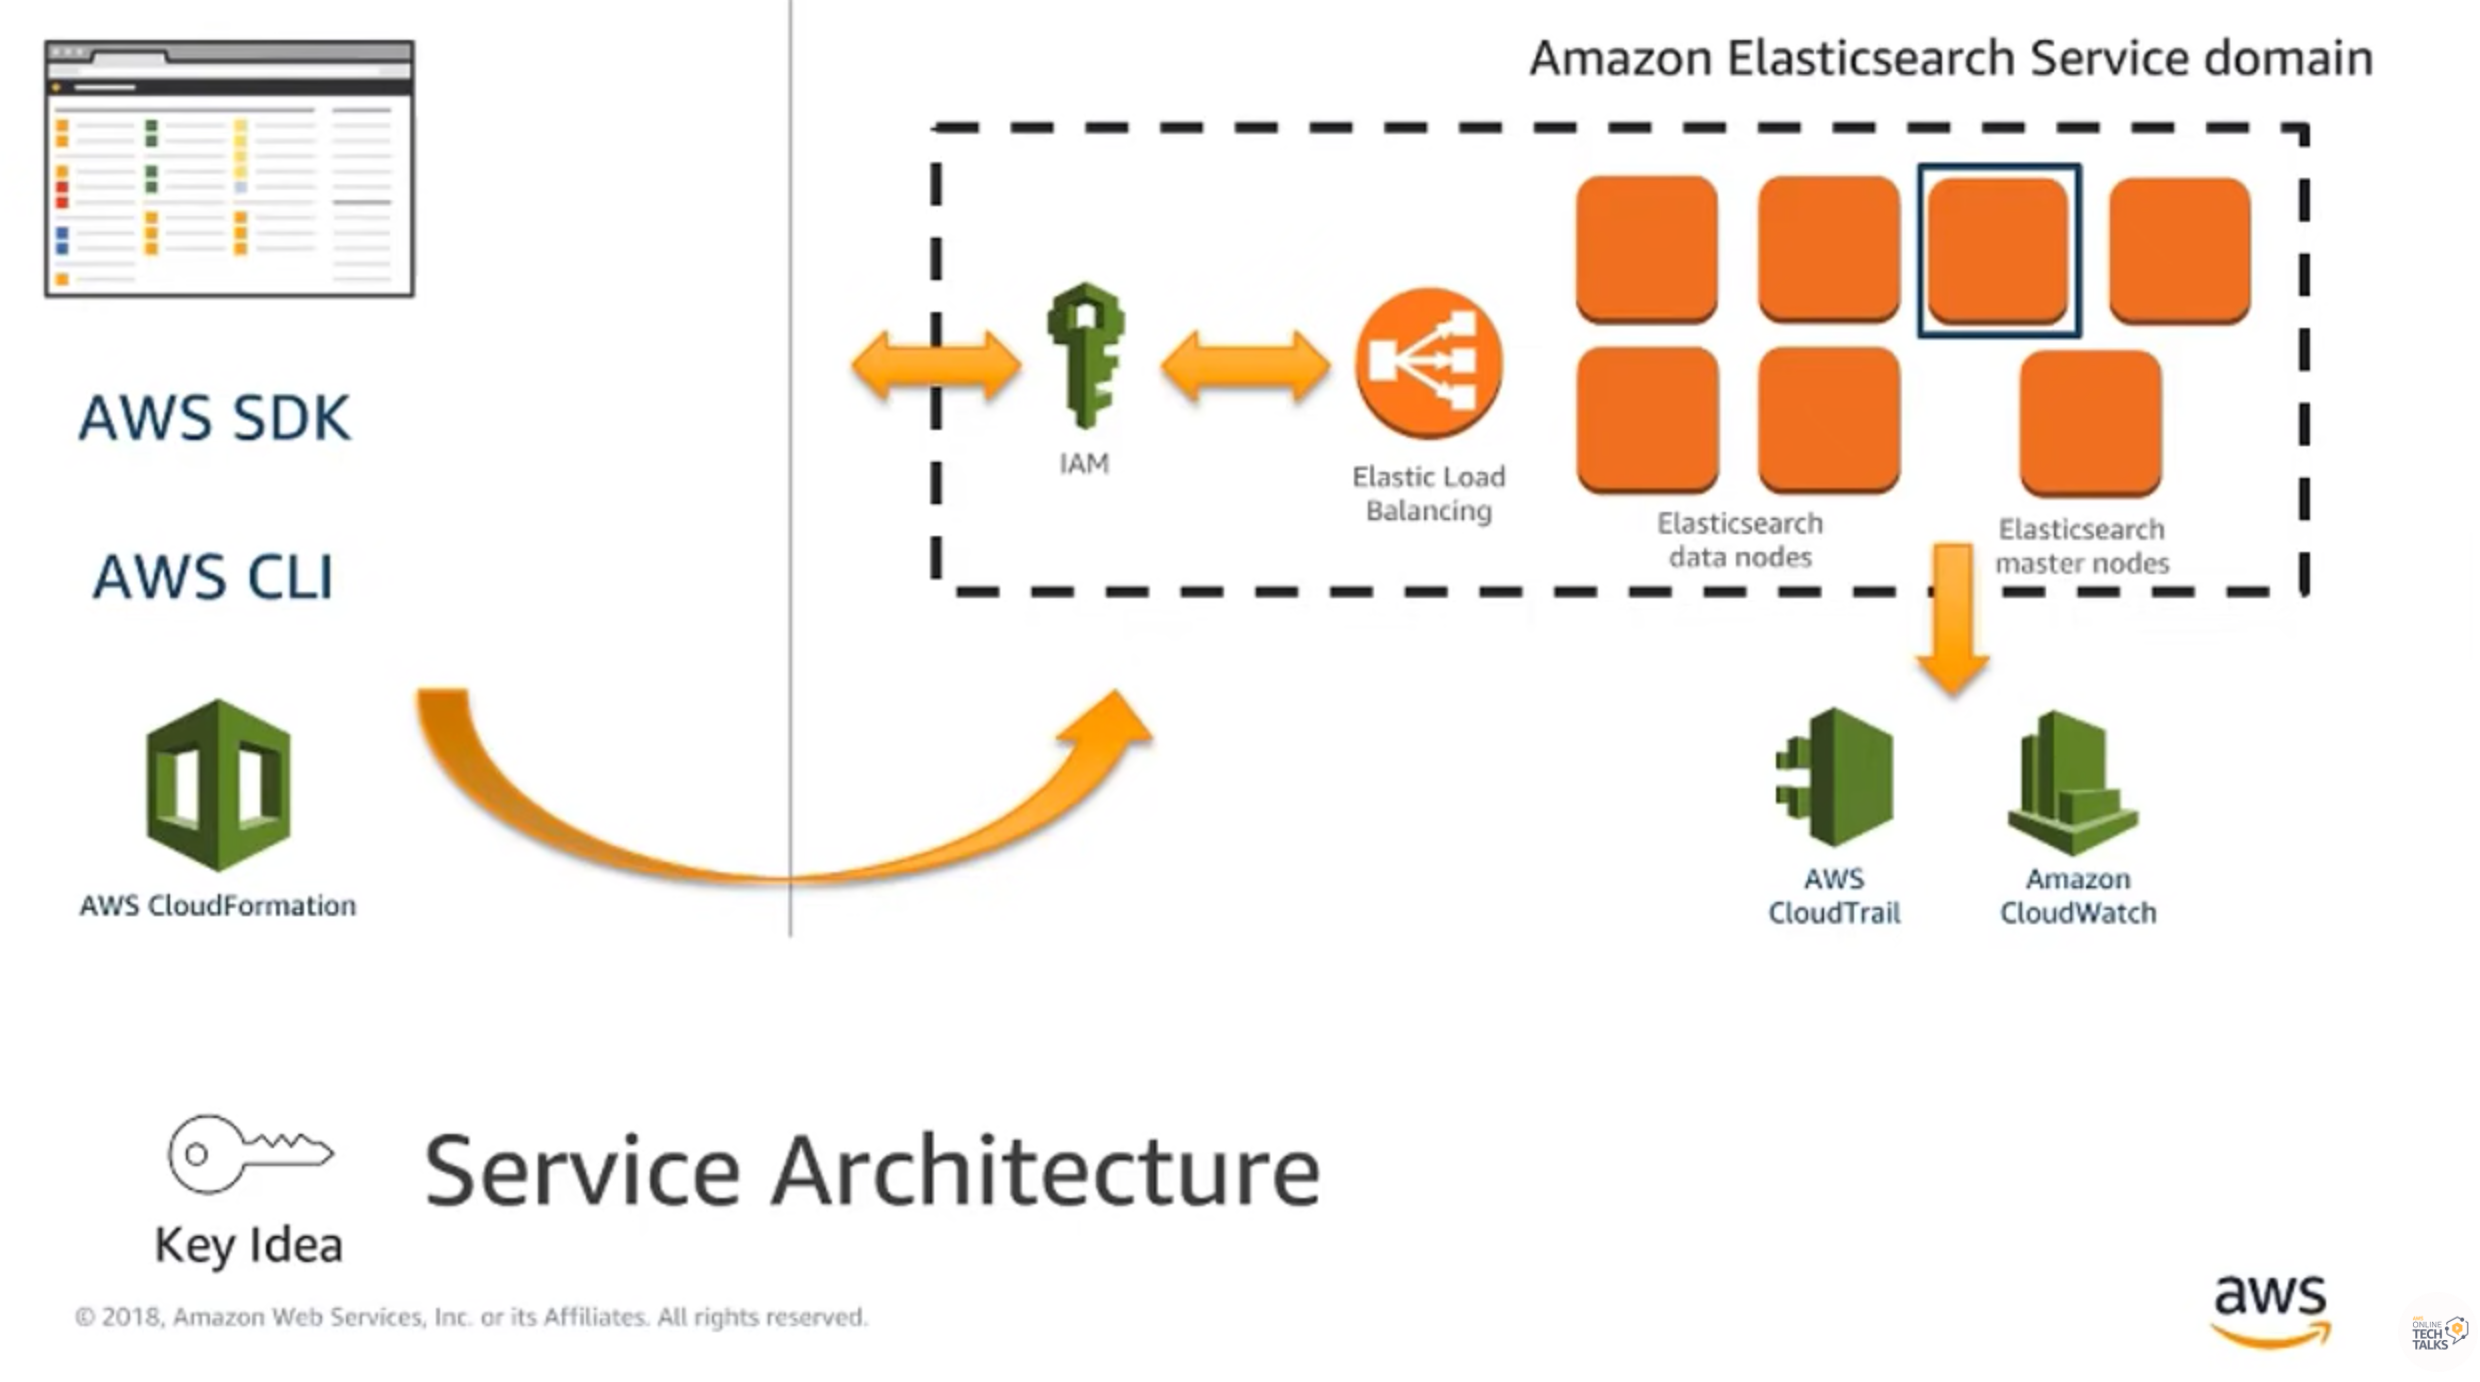 Amazon Elasticsearch Service domain
AWS SDK
AWS CLI
AWS CloudFormation
IAM
Elastic Load
Balancing
Elasticsearch
data nodes
Elasticsearch
master nodes
AWS
CloudTrail
Amazon
CloudWatch
Key Idea
Service Architecture
© 2018, Amazon Web Services, Inc. or its Affiliates. All rights reserved.
aws
aws
ONLINE
TECH
TALKS